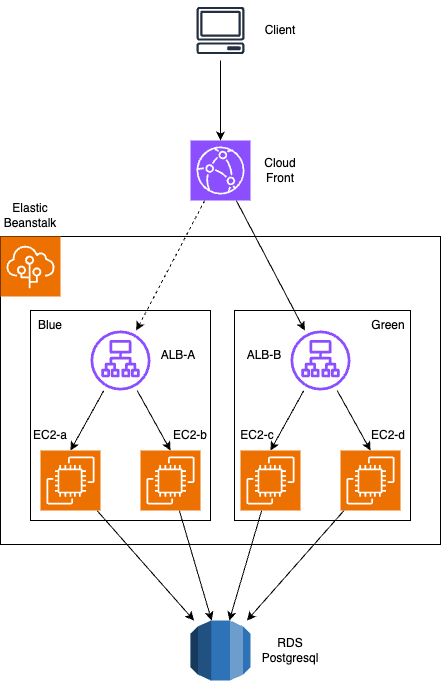 Client
Cloud
Front
Elastic
Beanstalk
Blue
Green
ALB-A
ALB-B
EC2-a
EC2-b
EC2-c
EC2-d
RDS
Postgresql